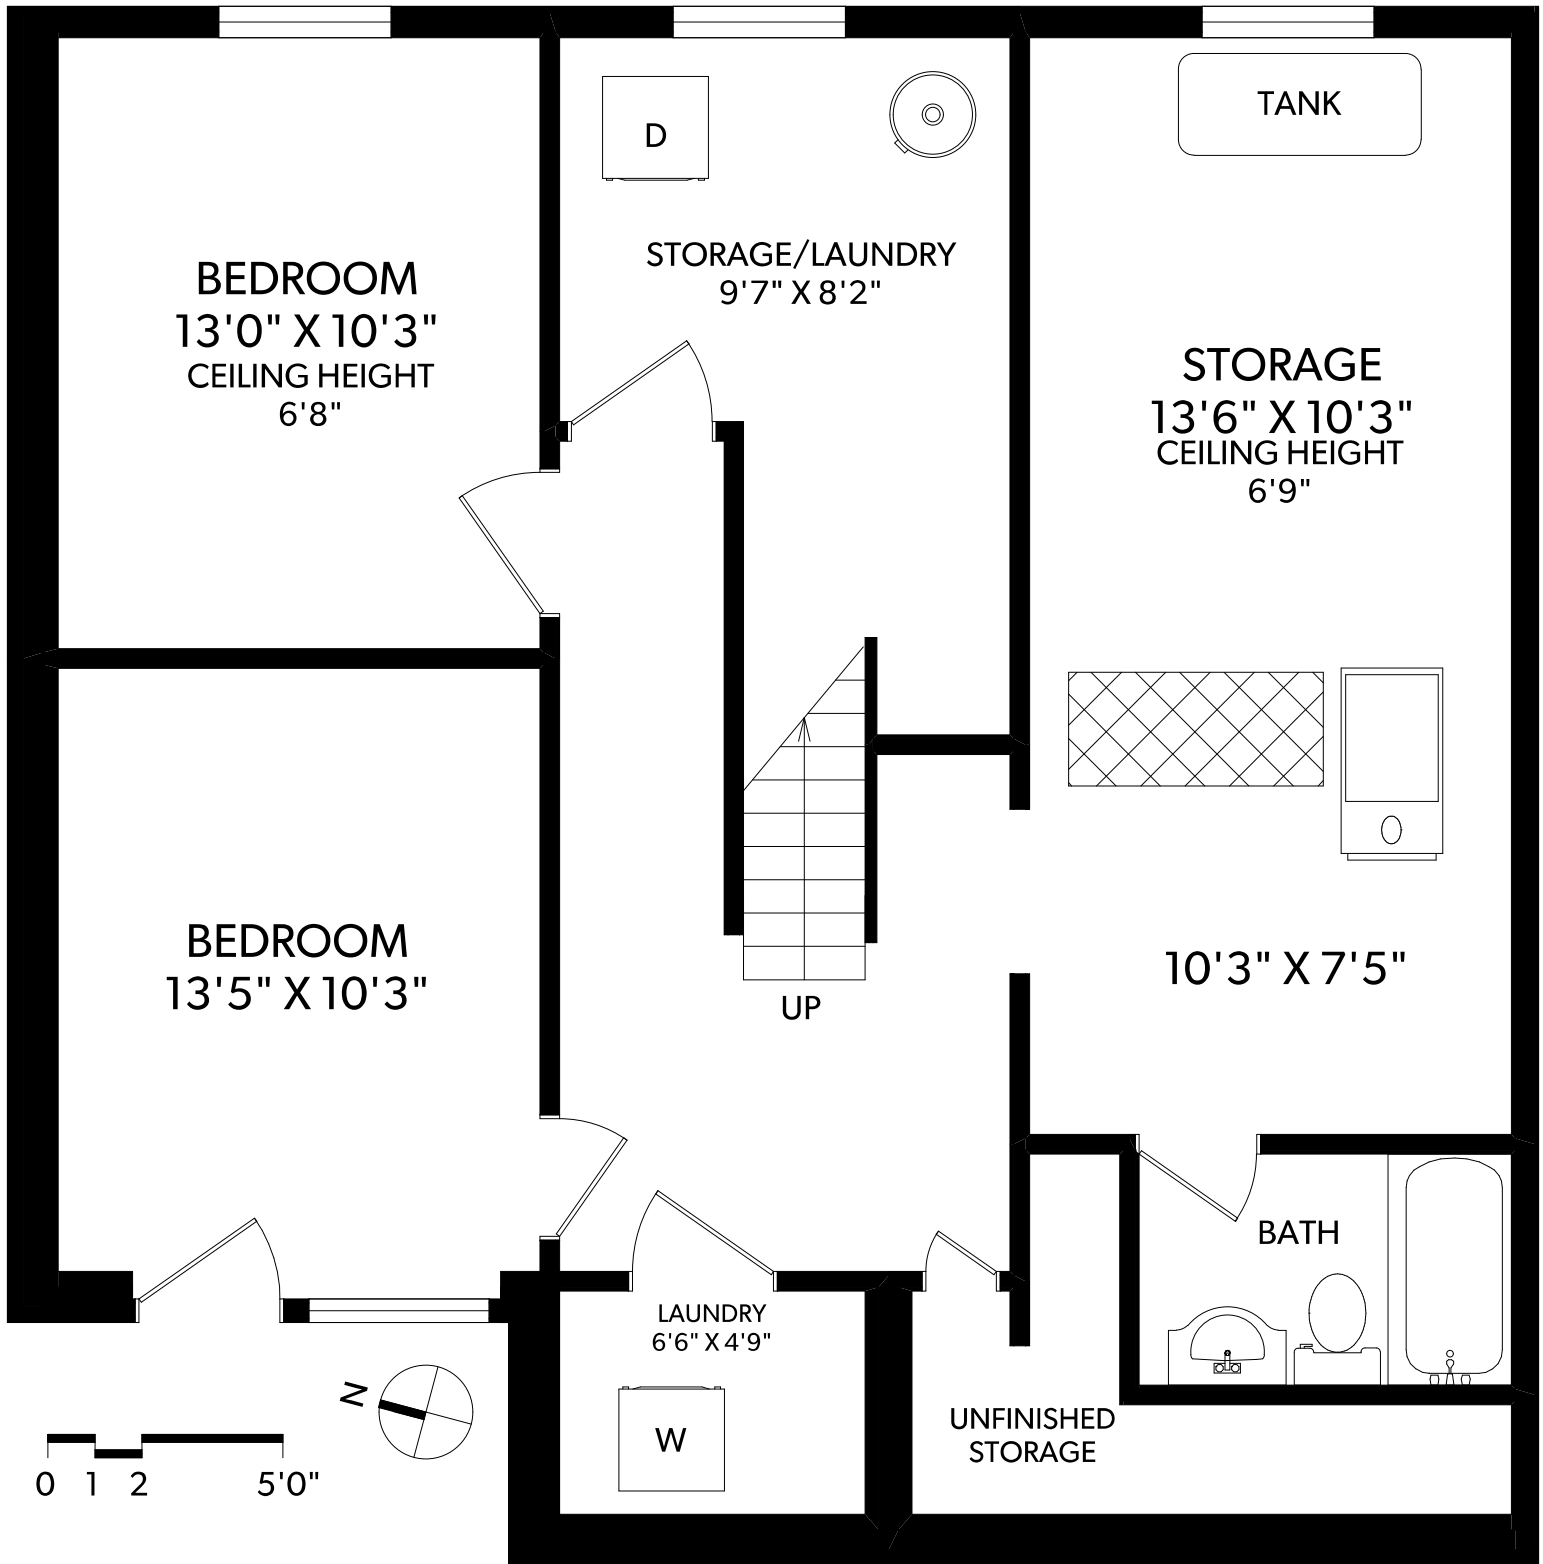 TANK
D
STORAGE/LAUNDRY
9'7" X 8'2"
BEDROOM
13'0" X 10'3"
CEILING HEIGHT
6'8"
STORAGE
13'6" X 10'3"
CEILING HEIGHT
6'9"
BEDROOM
13'5" X 10'3"
10'3" X 7'5"
UP
BATH
LAUNDRY
6'6" X 4'9"
W
UNFINISHED
STORAGE
N
0 1 2 5'0"